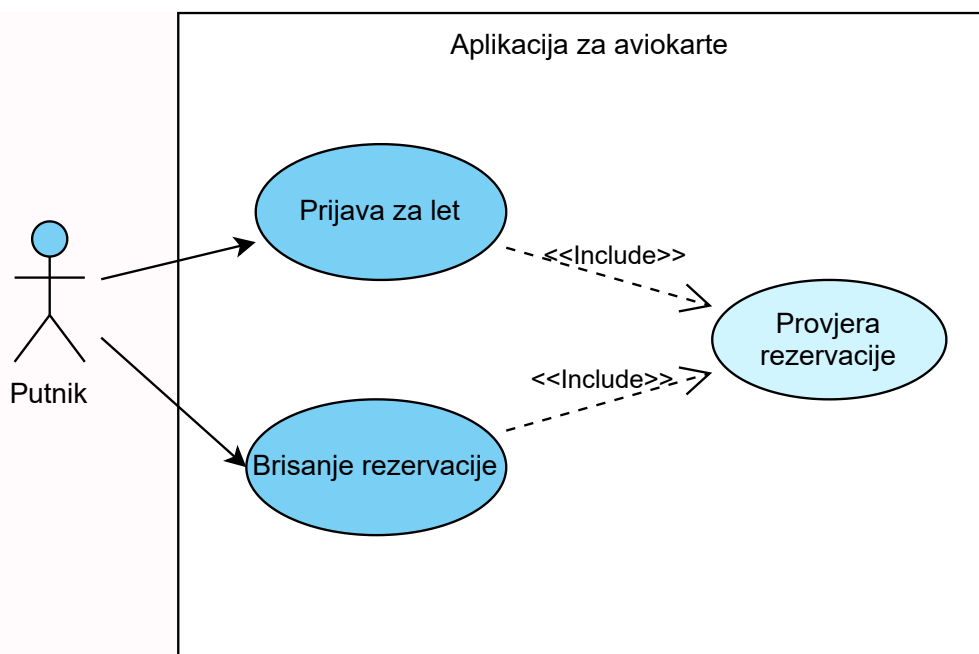 Aplikacija za aviokarte
Prijava za let
<<Include>>
Provjera
rezervacije
Putnik
<<Include>>
Brisanje rezervacije